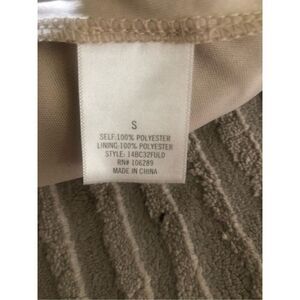 S
SELF:100% POLYESTER
LINING:100% POLYESTER
STYLE: 14BC32FULD
RN# 106289
MADE IN CHINA